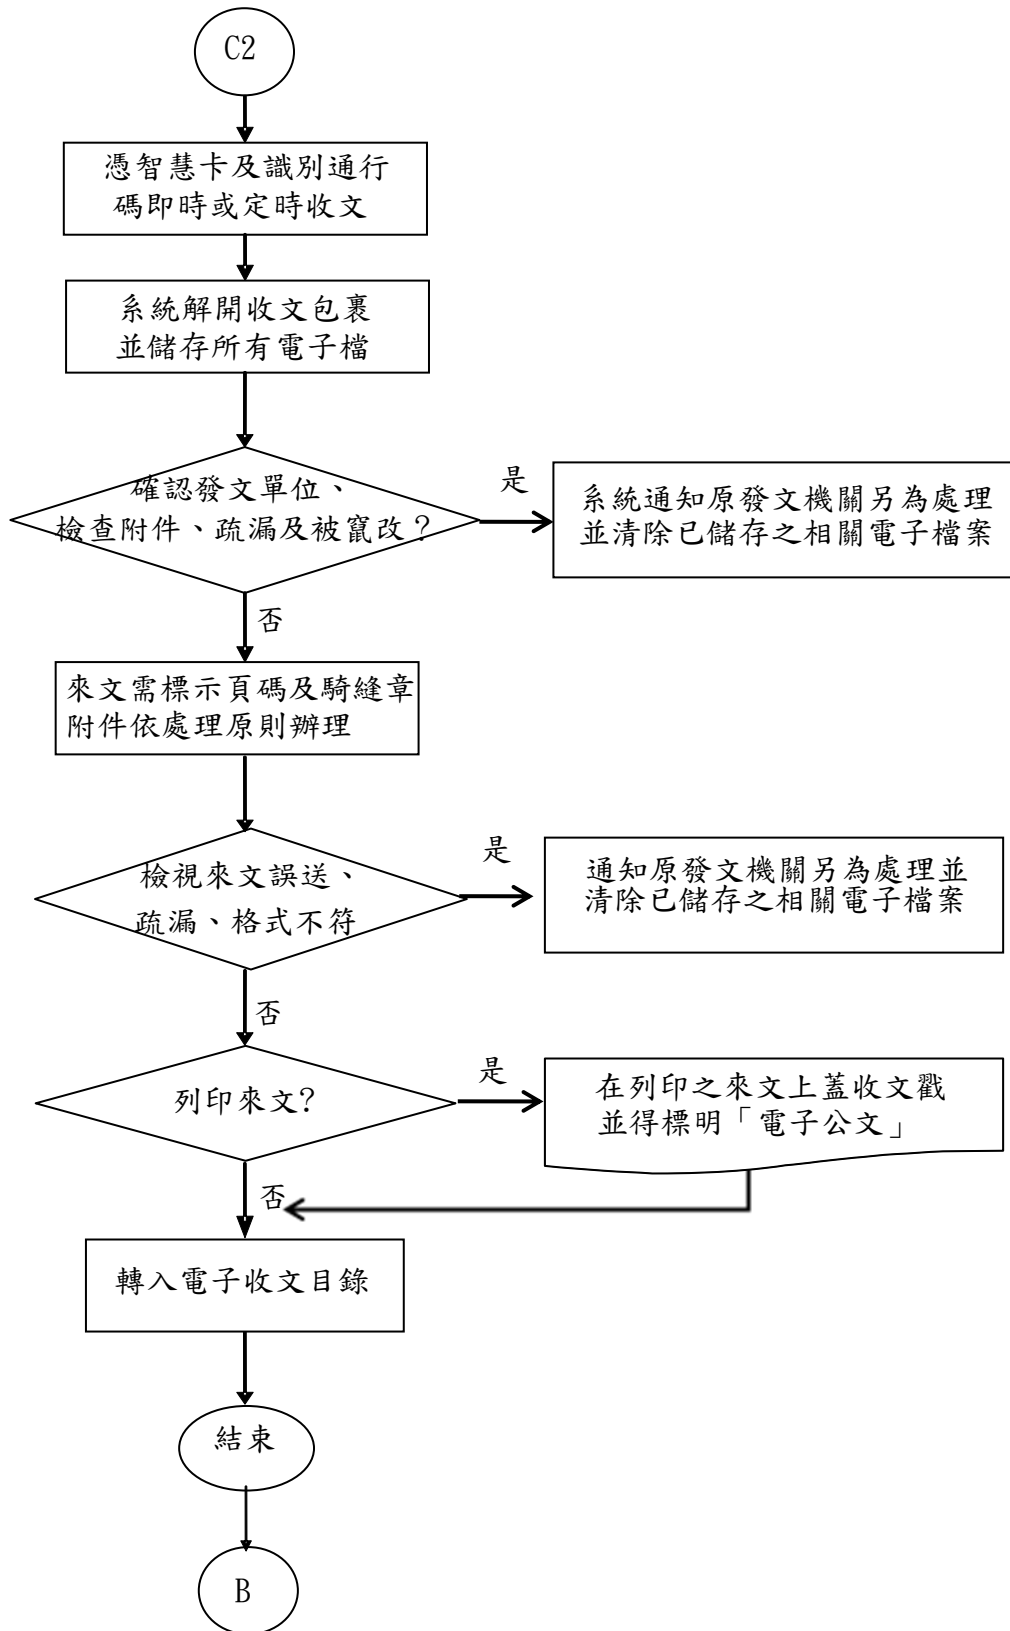 C2
憑智慧卡及識別通行
碼即時或定時收文
系統解開收文包裹
並儲存所有電子檔
確認發文單位、
檢查附件、疏漏及被竄改？
是
系統通知原發文機關另為處理
並清除已儲存之相關電子檔案
否
來文需標示頁碼及騎縫章
附件依處理原則辦理
檢視來文誤送、
疏漏、格式不符
是
通知原發文機關另為處理並
清除已儲存之相關電子檔案
否
列印來文?
是
在列印之來文上蓋收文戳
並得標明「電子公文」
否
轉入電子收文目錄
結束
B